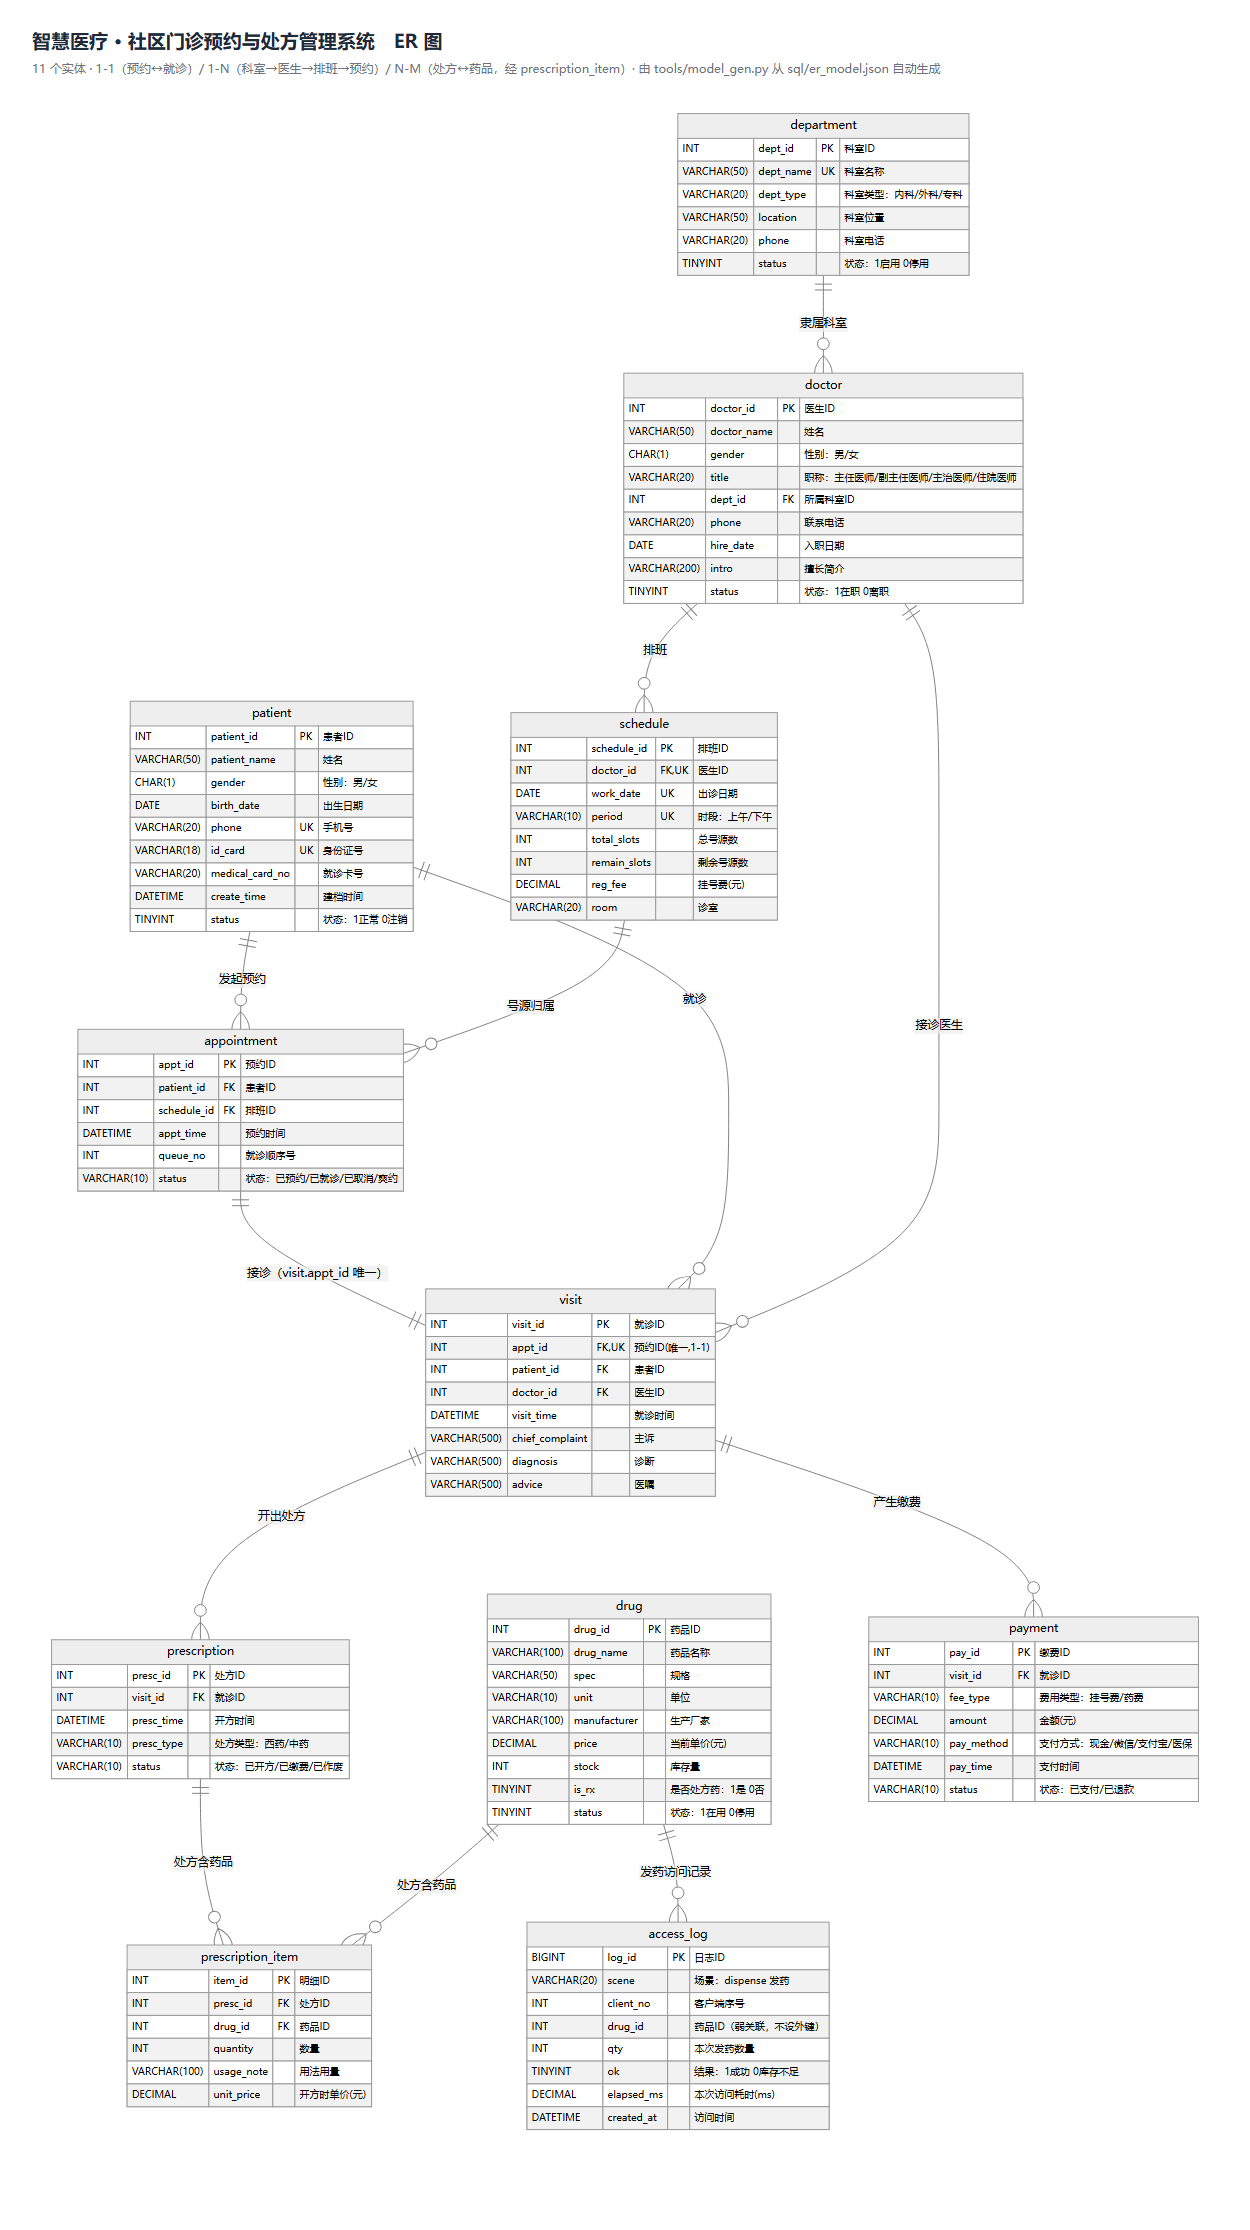 智慧医疗 · 社区门诊预约与处方管理系统　ER 图
11 个实体 · 1-1（预约↔就诊）/ 1-N（科室→医生→排班→预约）/ N-M（处方↔药品，经 prescription_item）· 由 tools/model_gen.py 从 sql/er_model.json 自动生成
department
INT dept_id PK 科室ID
VARCHAR(50) dept_name UK 科室名称
VARCHAR(20) dept_type 科室类型：内科/外科/专科
VARCHAR(50) location 科室位置
VARCHAR(20) phone 科室电话
TINYINT status 状态：1启用 0停用
隶属科室
doctor
INT doctor_id PK 医生ID
VARCHAR(50) doctor_name 姓名
CHAR(1) gender 性别：男/女
VARCHAR(20) title 职称：主任医师/副主任医师/主治医师/住院医师
INT dept_id FK 所属科室ID
VARCHAR(20) phone 联系电话
DATE hire_date 入职日期
VARCHAR(200) intro 擅长简介
TINYINT status 状态：1在职 0离职
排班
patient
INT patient_id PK 患者ID
VARCHAR(50) patient_name 姓名
CHAR(1) gender 性别：男/女
DATE birth_date 出生日期
VARCHAR(20) phone UK 手机号
VARCHAR(18) id_card UK 身份证号
VARCHAR(20) medical_card_no 就诊卡号
DATETIME create_time 建档时间
TINYINT status 状态：1正常 0注销
schedule
INT schedule_id PK 排班ID
INT doctor_id FK,UK 医生ID
DATE work_date UK 出诊日期
VARCHAR(10) period UK 时段：上午/下午
INT total_slots 总号源数
INT remain_slots 剩余号源数
DECIMAL reg_fee 挂号费(元)
VARCHAR(20) room 诊室
发起预约
号源归属
就诊
接诊医生
appointment
INT appt_id PK 预约ID
INT patient_id FK 患者ID
INT schedule_id FK 排班ID
DATETIME appt_time 预约时间
INT queue_no 就诊顺序号
VARCHAR(10) status 状态：已预约/已就诊/已取消/爽约
接诊（visit.appt_id 唯一）
visit
INT visit_id PK 就诊ID
INT appt_id FK,UK 预约ID(唯一,1-1)
INT patient_id FK 患者ID
INT doctor_id FK 医生ID
DATETIME visit_time 就诊时间
VARCHAR(500) chief_complaint 主诉
VARCHAR(500) diagnosis 诊断
VARCHAR(500) advice 医嘱
开出处方
产生缴费
prescription
INT presc_id PK 处方ID
INT visit_id FK 就诊ID
DATETIME presc_time 开方时间
VARCHAR(10) presc_type 处方类型：西药/中药
VARCHAR(10) status 状态：已开方/已缴费/已作废
drug
INT drug_id PK 药品ID
VARCHAR(100) drug_name 药品名称
VARCHAR(50) spec 规格
VARCHAR(10) unit 单位
VARCHAR(100) manufacturer 生产厂家
DECIMAL price 当前单价(元)
INT stock 库存量
TINYINT is_rx 是否处方药：1是 0否
TINYINT status 状态：1在用 0停用
payment
INT pay_id PK 缴费ID
INT visit_id FK 就诊ID
VARCHAR(10) fee_type 费用类型：挂号费/药费
DECIMAL amount 金额(元)
VARCHAR(10) pay_method 支付方式：现金/微信/支付宝/医保
DATETIME pay_time 支付时间
VARCHAR(10) status 状态：已支付/已退款
处方含药品
处方含药品
发药访问记录
prescription_item
INT item_id PK 明细ID
INT presc_id FK 处方ID
INT drug_id FK 药品ID
INT quantity 数量
VARCHAR(100) usage_note 用法用量
DECIMAL unit_price 开方时单价(元)
access_log
BIGINT log_id PK 日志ID
VARCHAR(20) scene 场景：dispense 发药
INT client_no 客户端序号
INT drug_id 药品ID（弱关联，不设外键）
INT qty 本次发药数量
TINYINT ok 结果：1成功 0库存不足
DECIMAL elapsed_ms 本次访问耗时(ms)
DATETIME created_at 访问时间